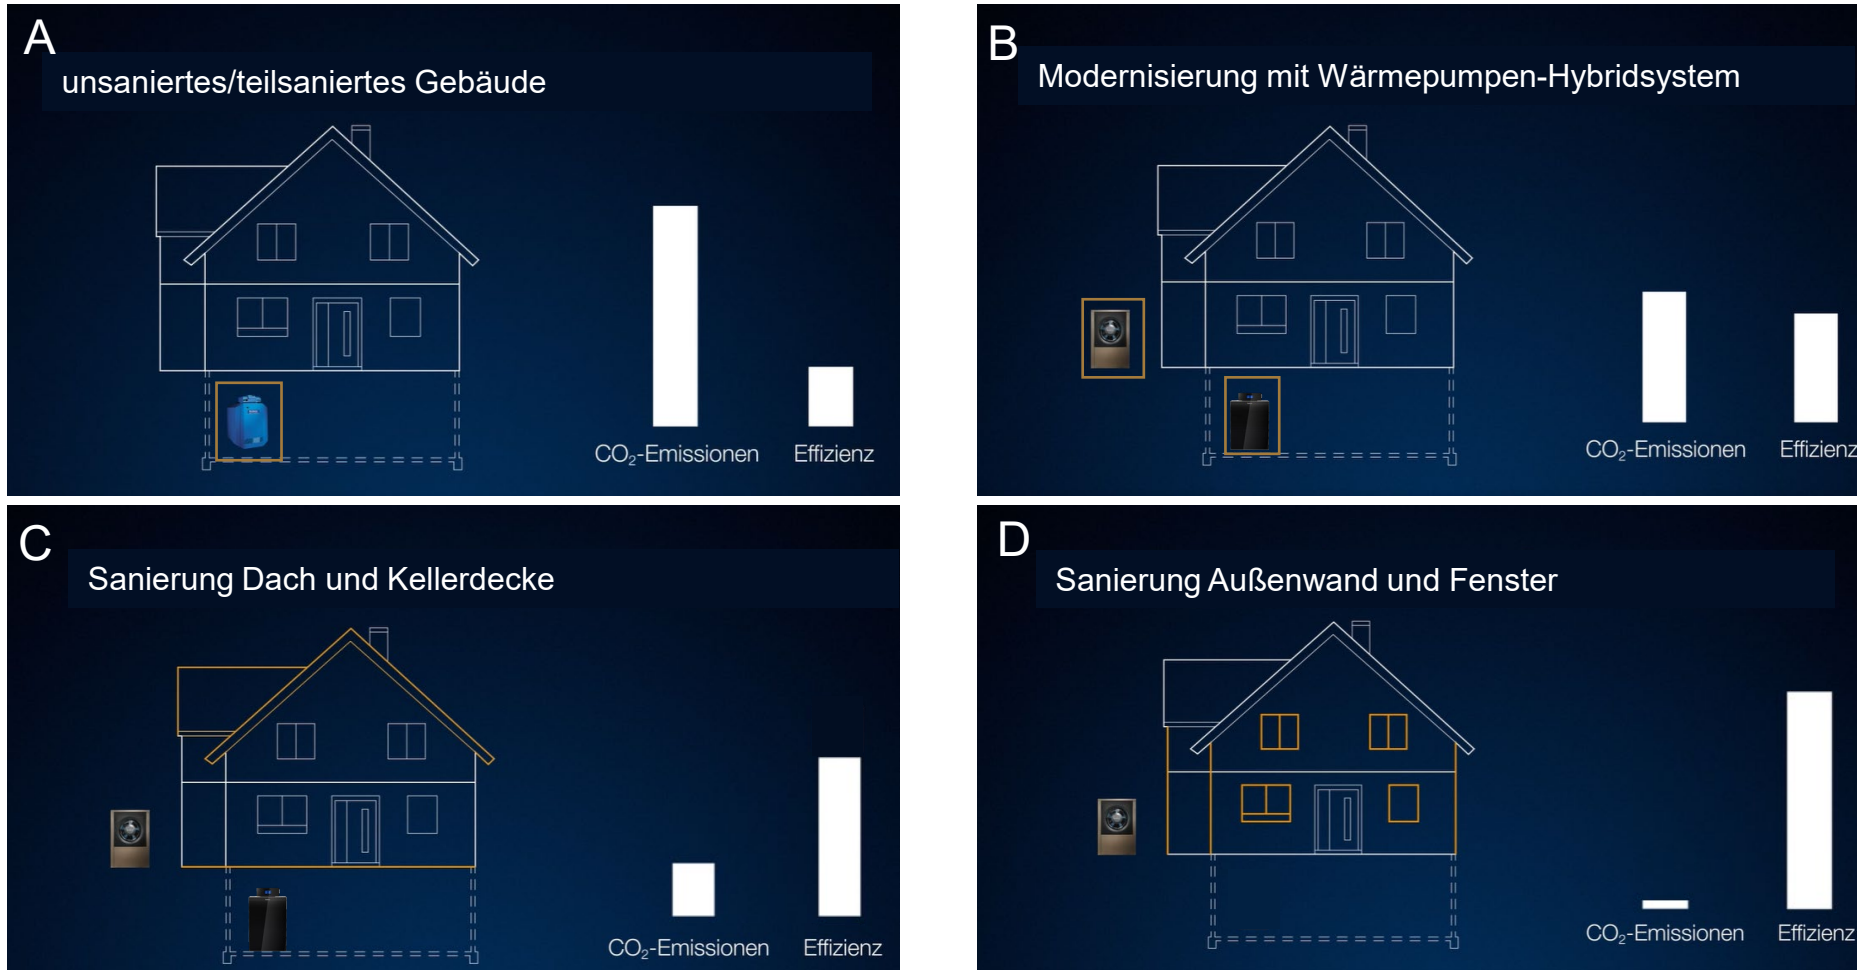 A
unsaniertes/teilsaniertes Gebäude
CO₂-Emissionen
Effizienz
B
Modernisierung mit Wärmepumpen-Hybridsystem
CO₂-Emissionen
Effizienz
C
Sanierung Dach und Kellerdecke
CO₂-Emissionen
Effizienz
D
Sanierung Außenwand und Fenster
CO₂-Emissionen
Effizienz